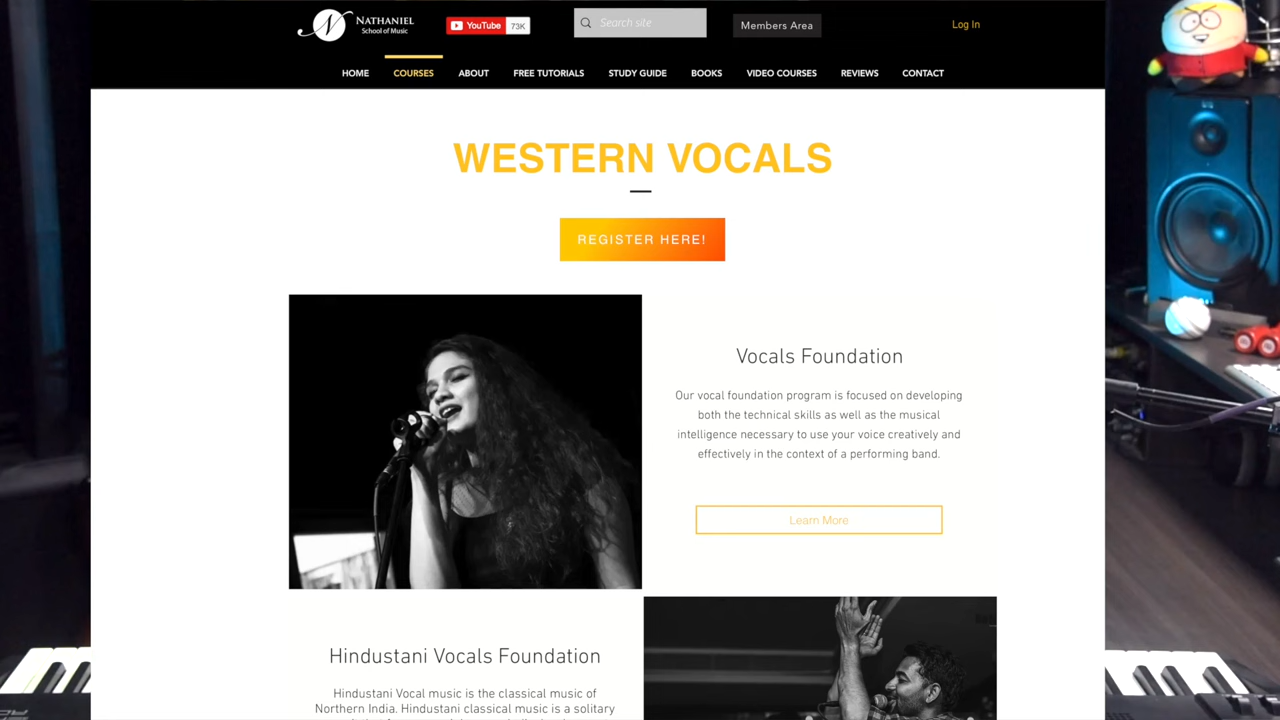 NATHANIEL
School of Music
YouTube 73K
Search site
Members Area
Log In
HOME COURSES ABOUT FREE TUTORIALS STUDY GUIDE BOOKS VIDEO COURSES REVIEWS CONTACT
WESTERN VOCALS
REGISTER HERE!
Vocals Foundation
Our vocal foundation program is focused on developing
both the technical skills as well as the musical
intelligence necessary to use your voice creatively and
effectively in the context of a performing band.
Learn More
Hindustani Vocals Foundation
Hindustani Vocal music is the classical music of
Northern India. Hindustani classical music is a solitary